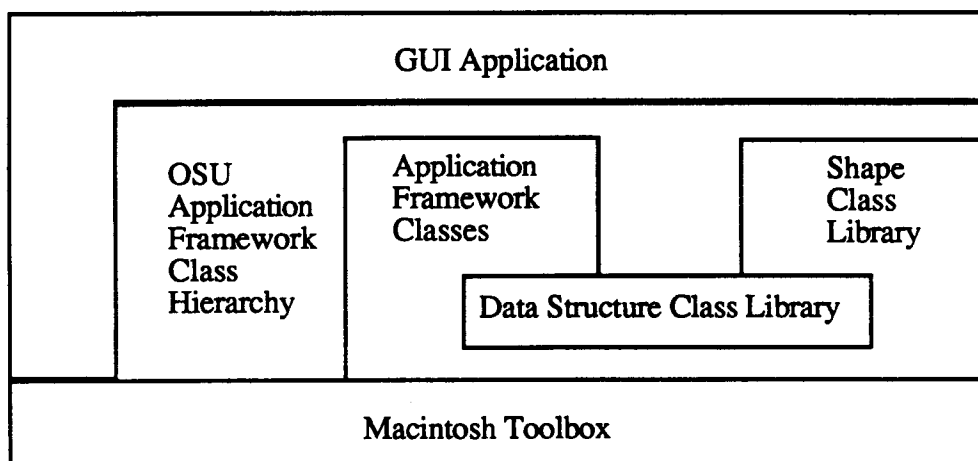 GUI Application
OSU
Application
Framework
Class
Hierarchy
Application
Framework
Classes
Shape
Class
Library
Data Structure Class Library
Macintosh Toolbox